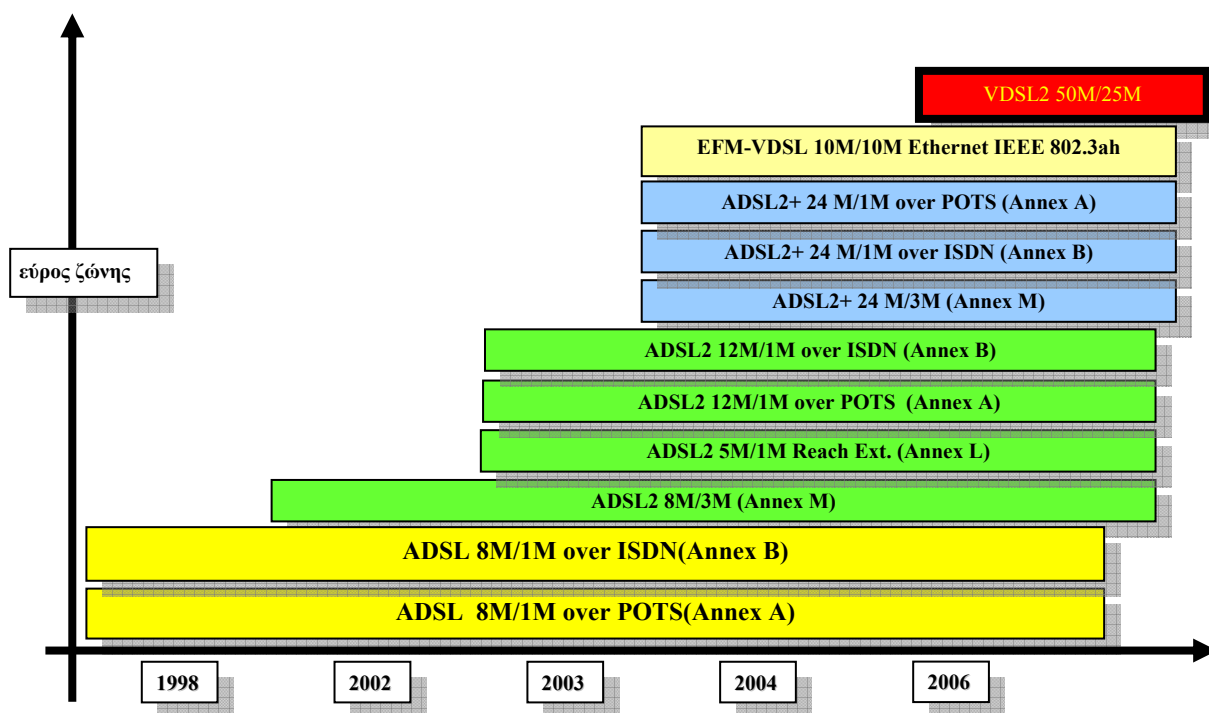 VDSL2 50M/25M
EFM-VDSL 10M/10M Ethernet IEEE 802.3ah
ADSL2+ 24 M/1M over POTS (Annex A)
εύρος ζώνης
ADSL2+ 24 M/1M over ISDN (Annex B)
ADSL2+ 24 M/3M (Annex M)
ADSL2 12M/1M over ISDN (Annex B)
ADSL2 12M/1M over POTS (Annex A)
ADSL2 5M/1M Reach Ext. (Annex L)
ADSL2 8M/3M (Annex M)
ADSL 8M/1M over ISDN(Annex B)
ADSL 8M/1M over POTS(Annex A)
1998 2002 2003 2004 2006